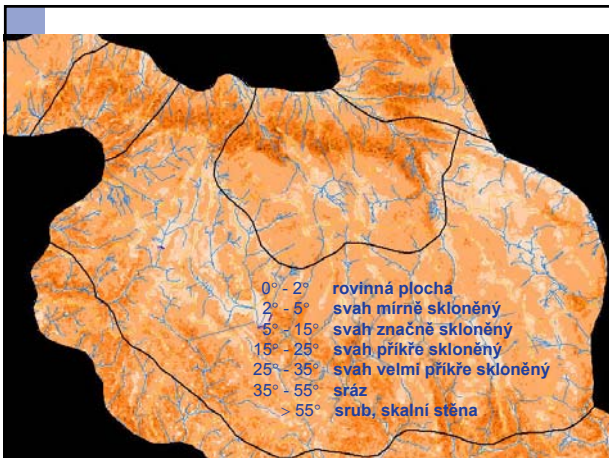 0° - 2° rovinná plocha
2° - 5° svah mírně skloněný
5° - 15° svah značně skloněný
15° - 25° svah příkře skloněný
25° - 35° svah velmi příkře skloněný
35° - 55° sráz
> 55° srub, skalní stěna